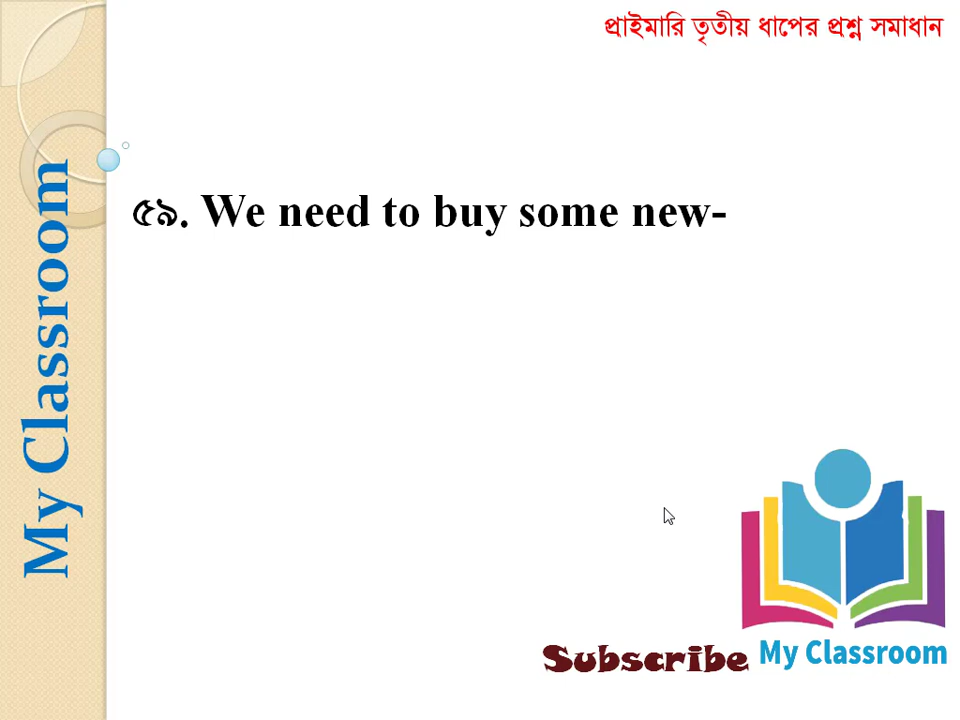 প্রাইমারি তৃতীয় ধাপের প্রশ্ন সমাধান
My Classroom
৫৯. We need to buy some new-
Subscribe
My Classroom